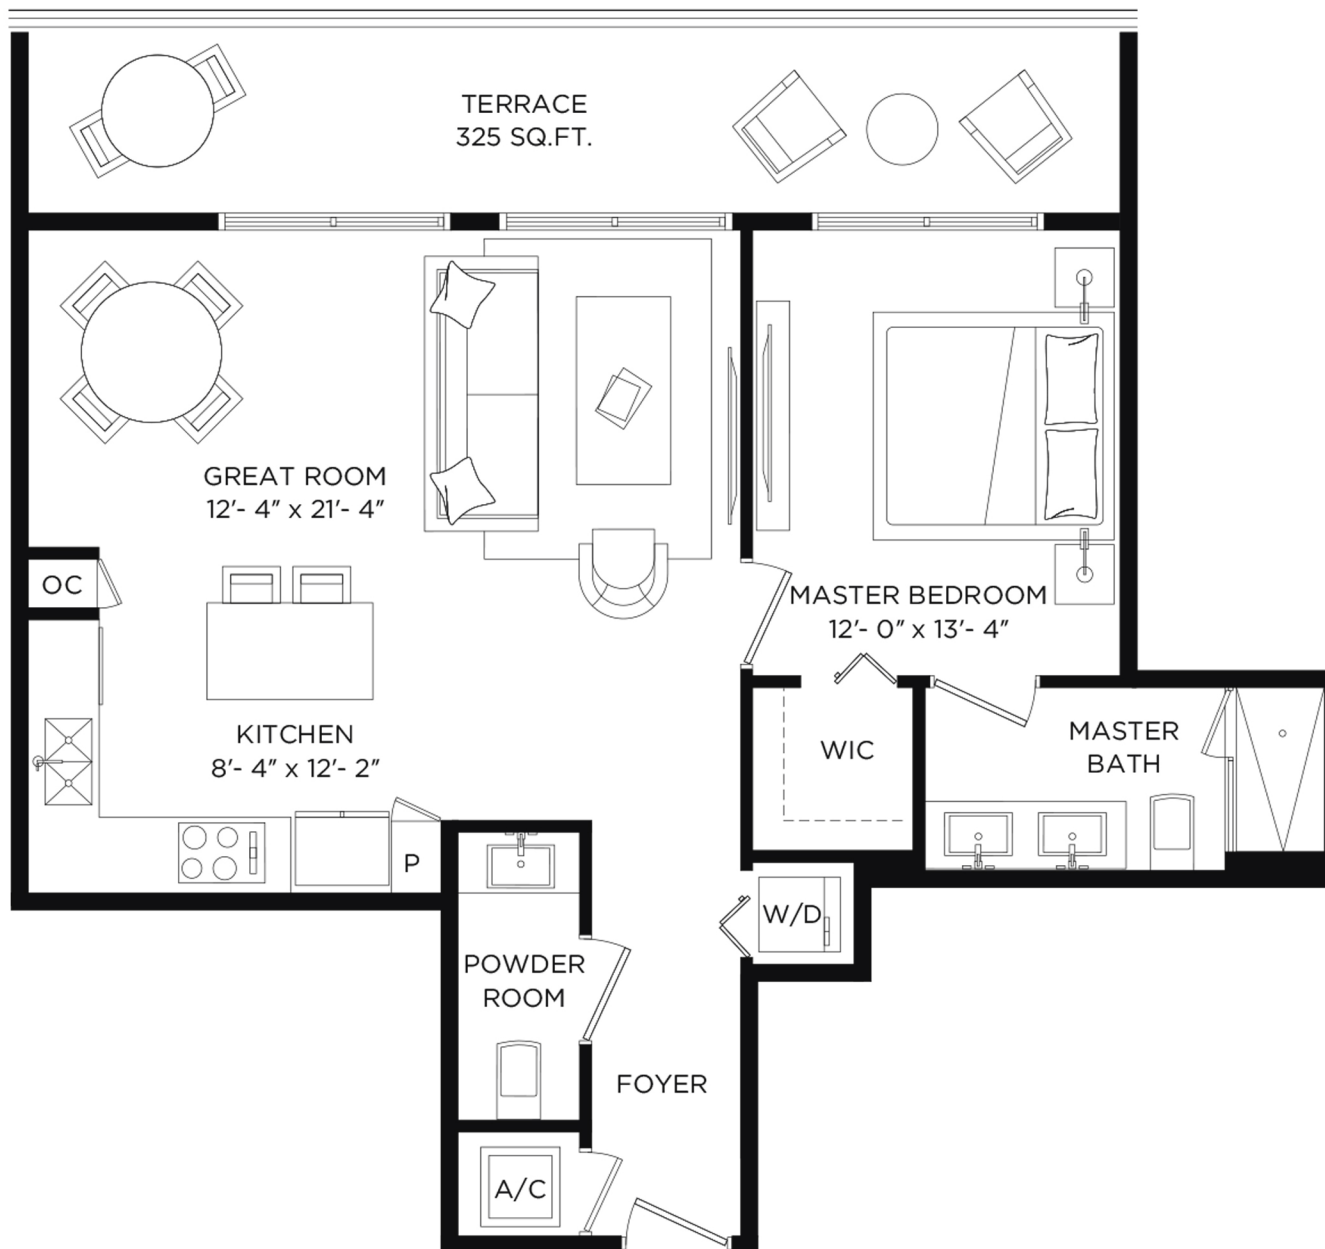 TERRACE
325 SQ.FT.
GREAT ROOM
12'- 4" x 21'- 4"
OC
MASTER BEDROOM
12'- 0" x 13'- 4"
KITCHEN
8'- 4" x 12'- 2"
WIC
MASTER
BATH
P
W/D
POWDER
ROOM
FOYER
A/C